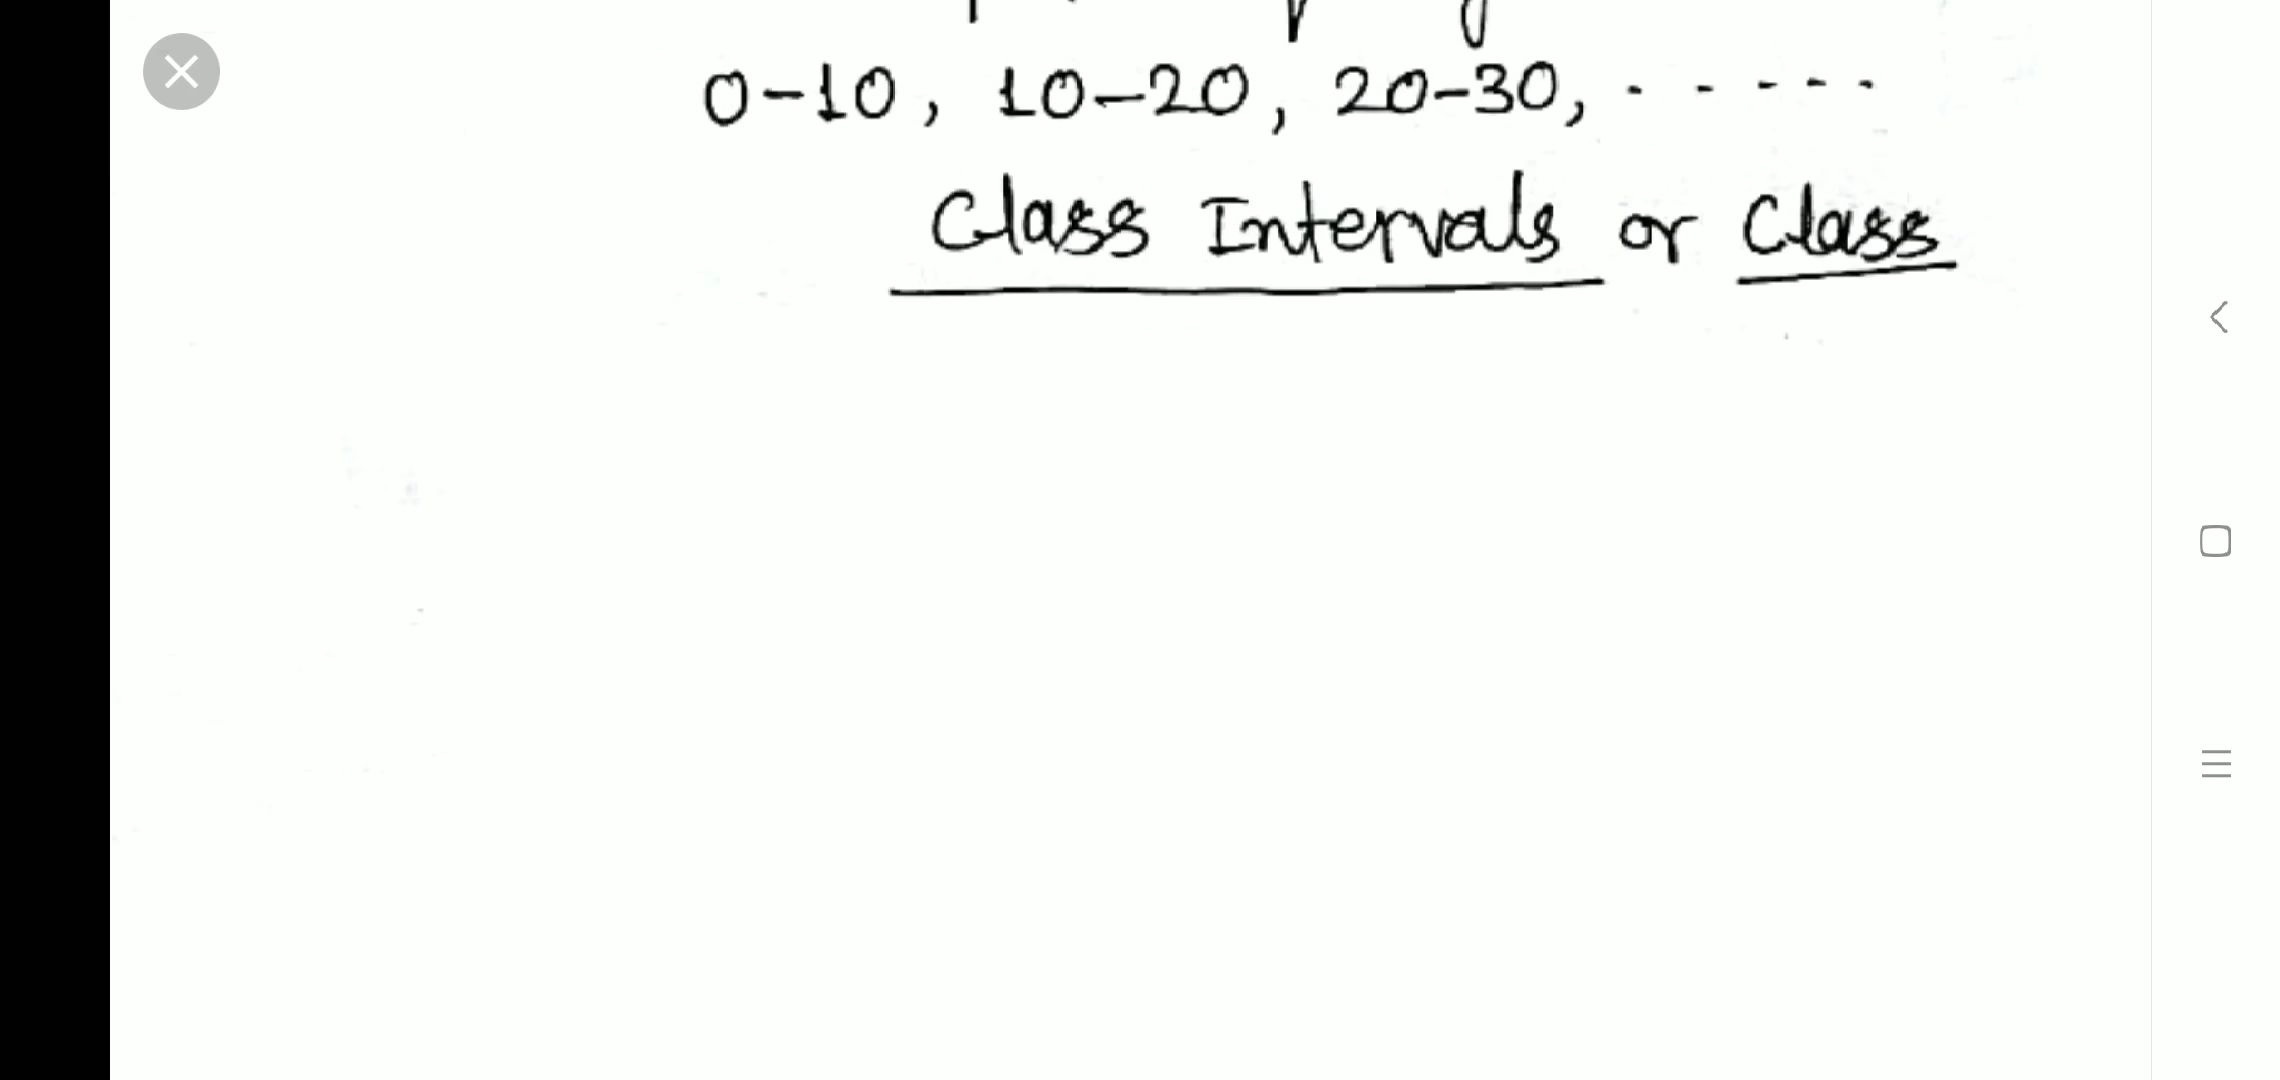 0-10, 10-20, 20-30, - - - - -
Class Intervals or Class